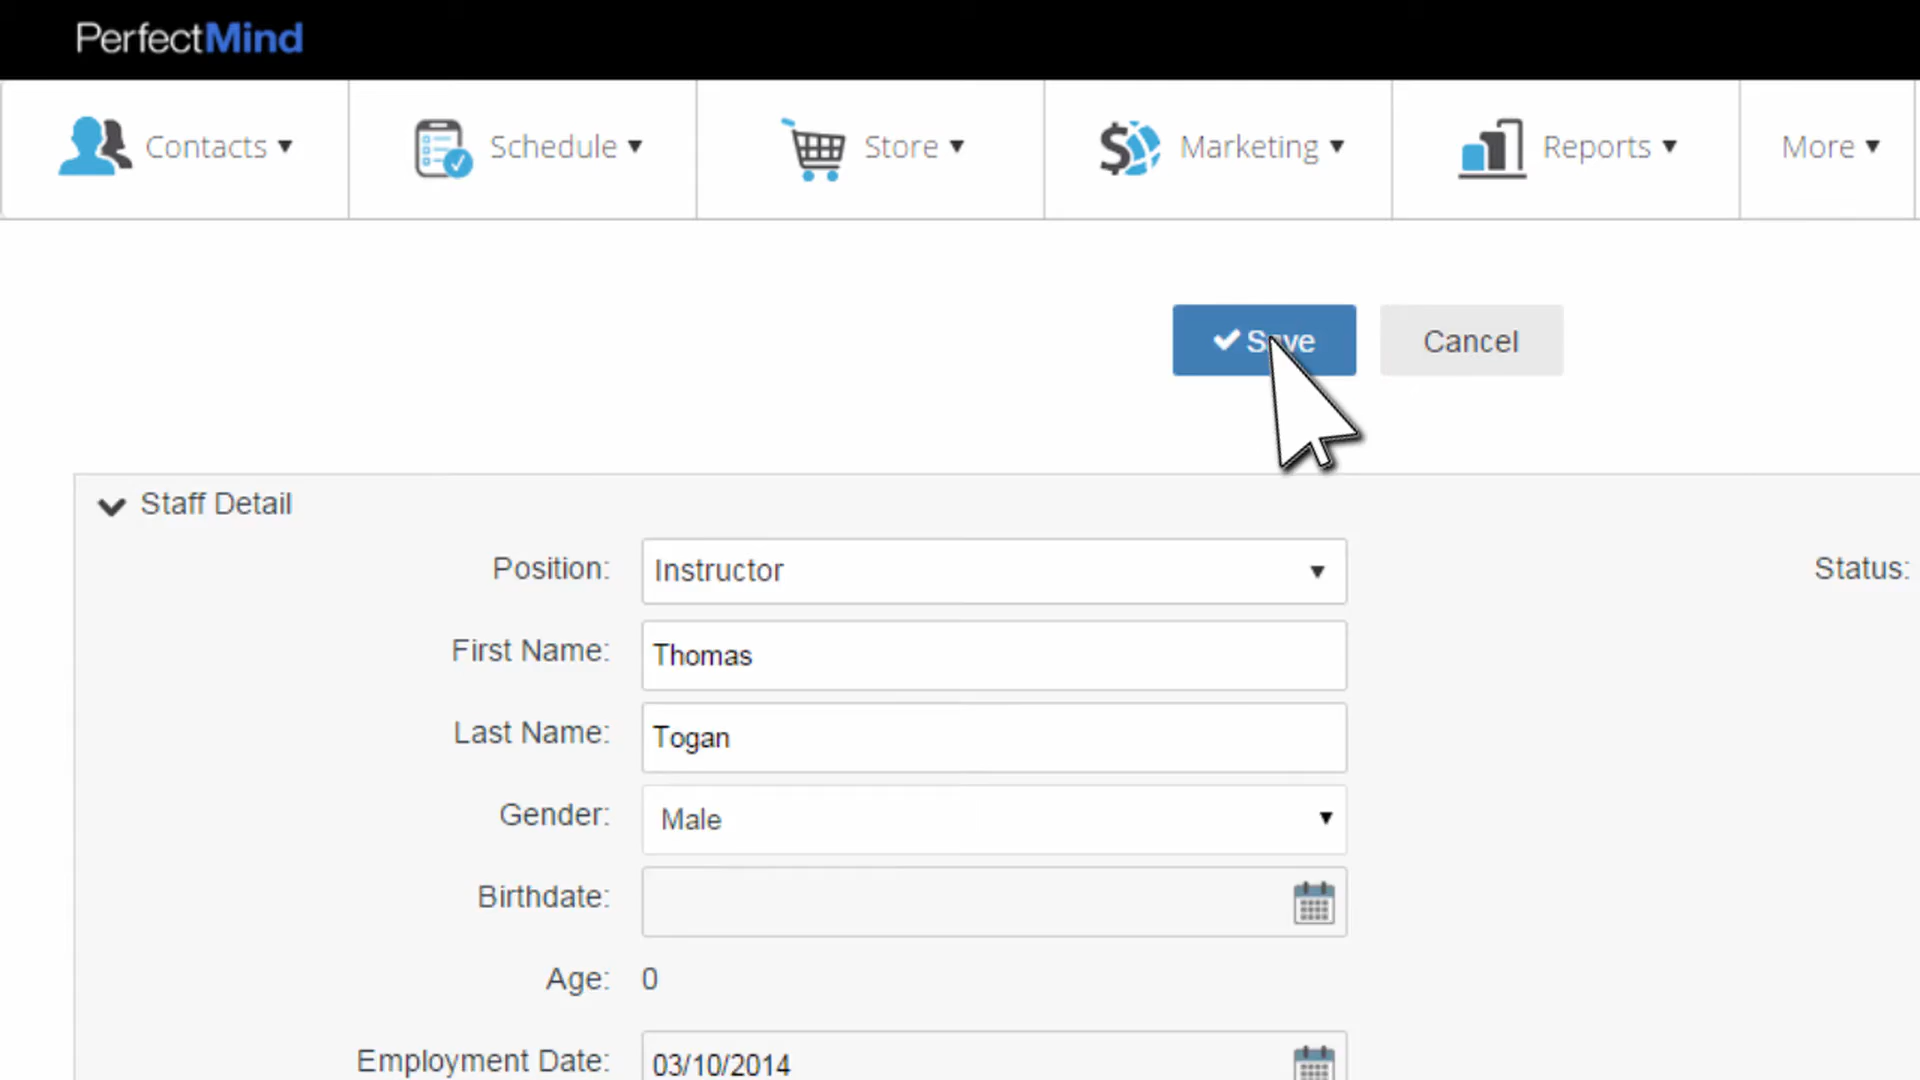 PerfectMind
Contacts Schedule Store Marketing Reports More
Save Cancel
Staff Detail
Position: Instructor Status:
First Name: Thomas
Last Name: Togan
Gender: Male
Birthdate:
Age: 0
Employment Date: 03/10/2014